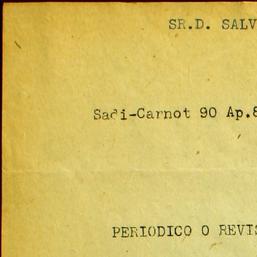 SR.D. SALV
Sadi-Carnot 90 Ap.8
PERIODICO O REVIS